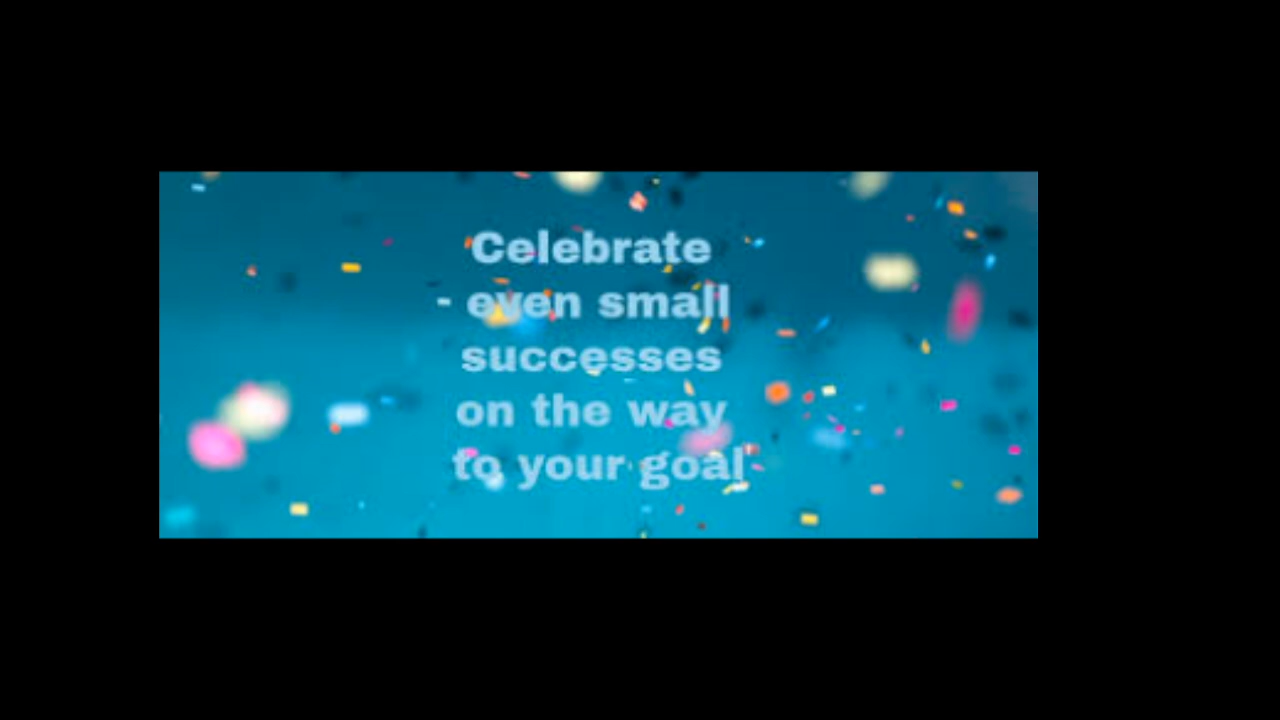 Celebrate
even small
successes
on the way
to your goal